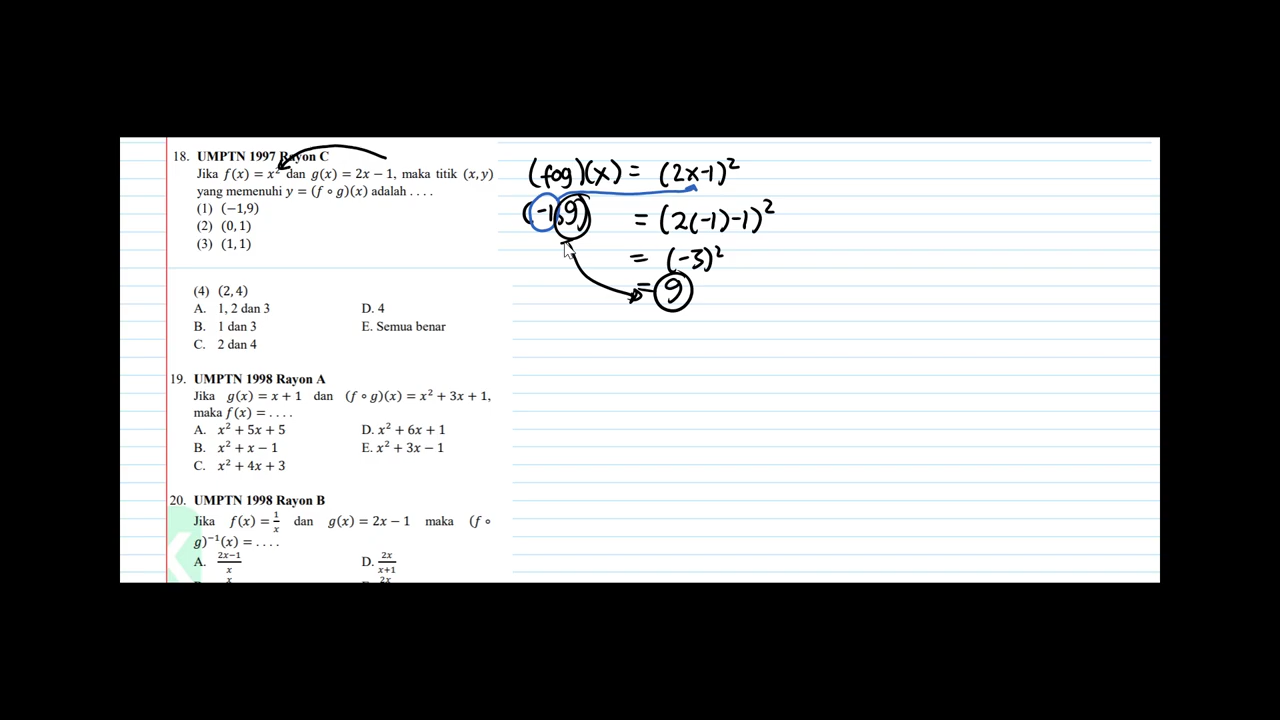 18. UMPTN 1997 Rayon C
Jika f(x) = x² dan g(x) = 2x − 1, maka titik (x, y)
yang memenuhi y = (f ∘ g)(x) adalah . . . .
(1) (−1,9)
(2) (0,1)
(3) (1,1)
(4) (2,4)
A. 1, 2 dan 3 D. 4
B. 1 dan 3 E. Semua benar
C. 2 dan 4
19. UMPTN 1998 Rayon A
Jika g(x) = x + 1 dan (f ∘ g)(x) = x² + 3x + 1,
maka f(x) = . . . .
A. x² + 5x + 5 D. x² + 6x + 1
B. x² + x − 1 E. x² + 3x − 1
C. x² + 4x + 3
20. UMPTN 1998 Rayon B
Jika f(x) = 1/x dan g(x) = 2x − 1 maka (f ∘
g)⁻¹(x) = . . . .
A. 2x−1/x D. 2x/x+1
(fog)(x) = (2x-1)²
(-1,9) = (2(-1)-1)²
= (-3)²
= 9